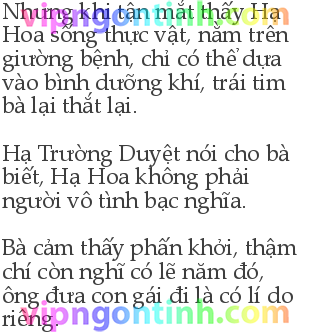 Nhưng khi tận mắt thấy Hạ
vipngontinh.com
Hoa sống thực vật, nằm trên
giường bệnh, chỉ có thể dựa
vào bình dưỡng khí, trái tim
bà lại thắt lại.
Hạ Trường Duyệt nói cho bà
biết, Hạ Hoa không phải
người vô tình bạc nghĩa.
Bà cảm thấy phấn khỏi, thậm
chí còn nghĩ có lẽ năm đó,
ông đưa con gái đi là có lí do
vipngontinh.com
riêng.